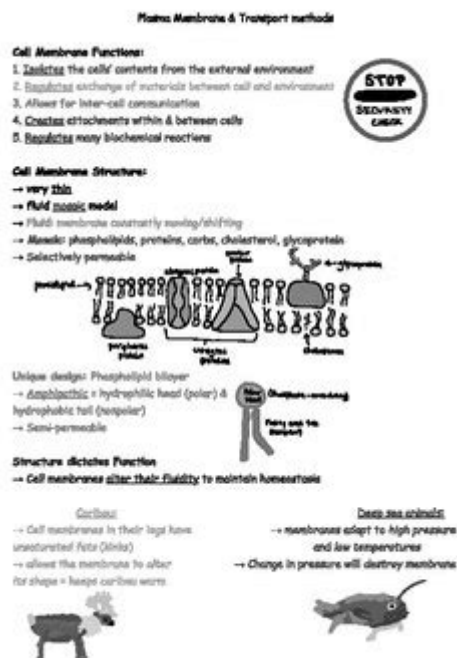 Plasma Membrane & Transport methods
Cell Membrane Functions:
1. Isolates the cells' contents from the external environment
2. Regulates exchange of materials between cell and environment
3. Allows for inter-cell communication
4. Creates attachments within & between cells
5. Regulates many biochemical reactions
STOP
SECURITY
CHECK
Cell Membrane Structure:
→ very thin
→ fluid mosaic model
→ Fluid: membrane constantly moving/shifting
→ Mosaic: phospholipids, proteins, carbs, cholesterol, glycoprotein
→ Selectively permeable
glycoprotein
peripheral
protein
integral
proteins
cholesterol
Unique design: Phospholipid bilayer
→ Amphipathic = hydrophilic head (polar) &
hydrophobic tail (nonpolar)
→ Semi-permeable
Polar
head
Structure dictates Function
→ Cell membranes alter their fluidity to maintain homeostasis
Caribou:
→ Cell membranes in their legs have
unsaturated fats (kinks)
→ allows the membrane to alter
its shape = keeps caribou warm
Deep sea animals:
→ membranes adapt to high pressure
and low temperatures
→ Change in pressure will destroy membrane